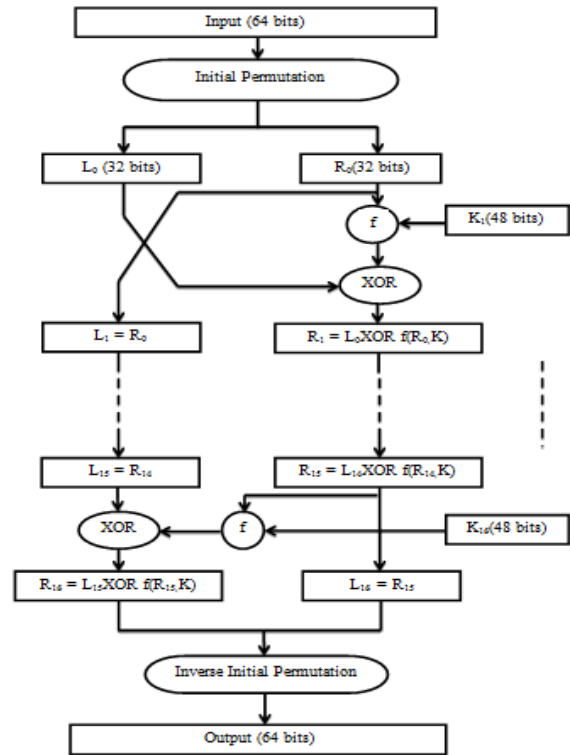 Input (64 bits)
Initial Permutation
L₀ (32 bits)
R₀(32 bits)
f
K₁(48 bits)
XOR
L₁ = R₀
R₁ = L₀XOR f(R₀,K)
L₁₅ = R₁₄
R₁₅ = L₁₄XOR f(R₁₄,K)
XOR
f
K₁₆(48 bits)
R₁₆ = L₁₅XOR f(R₁₅,K)
L₁₆ = R₁₅
Inverse Initial Permutation
Output (64 bits)